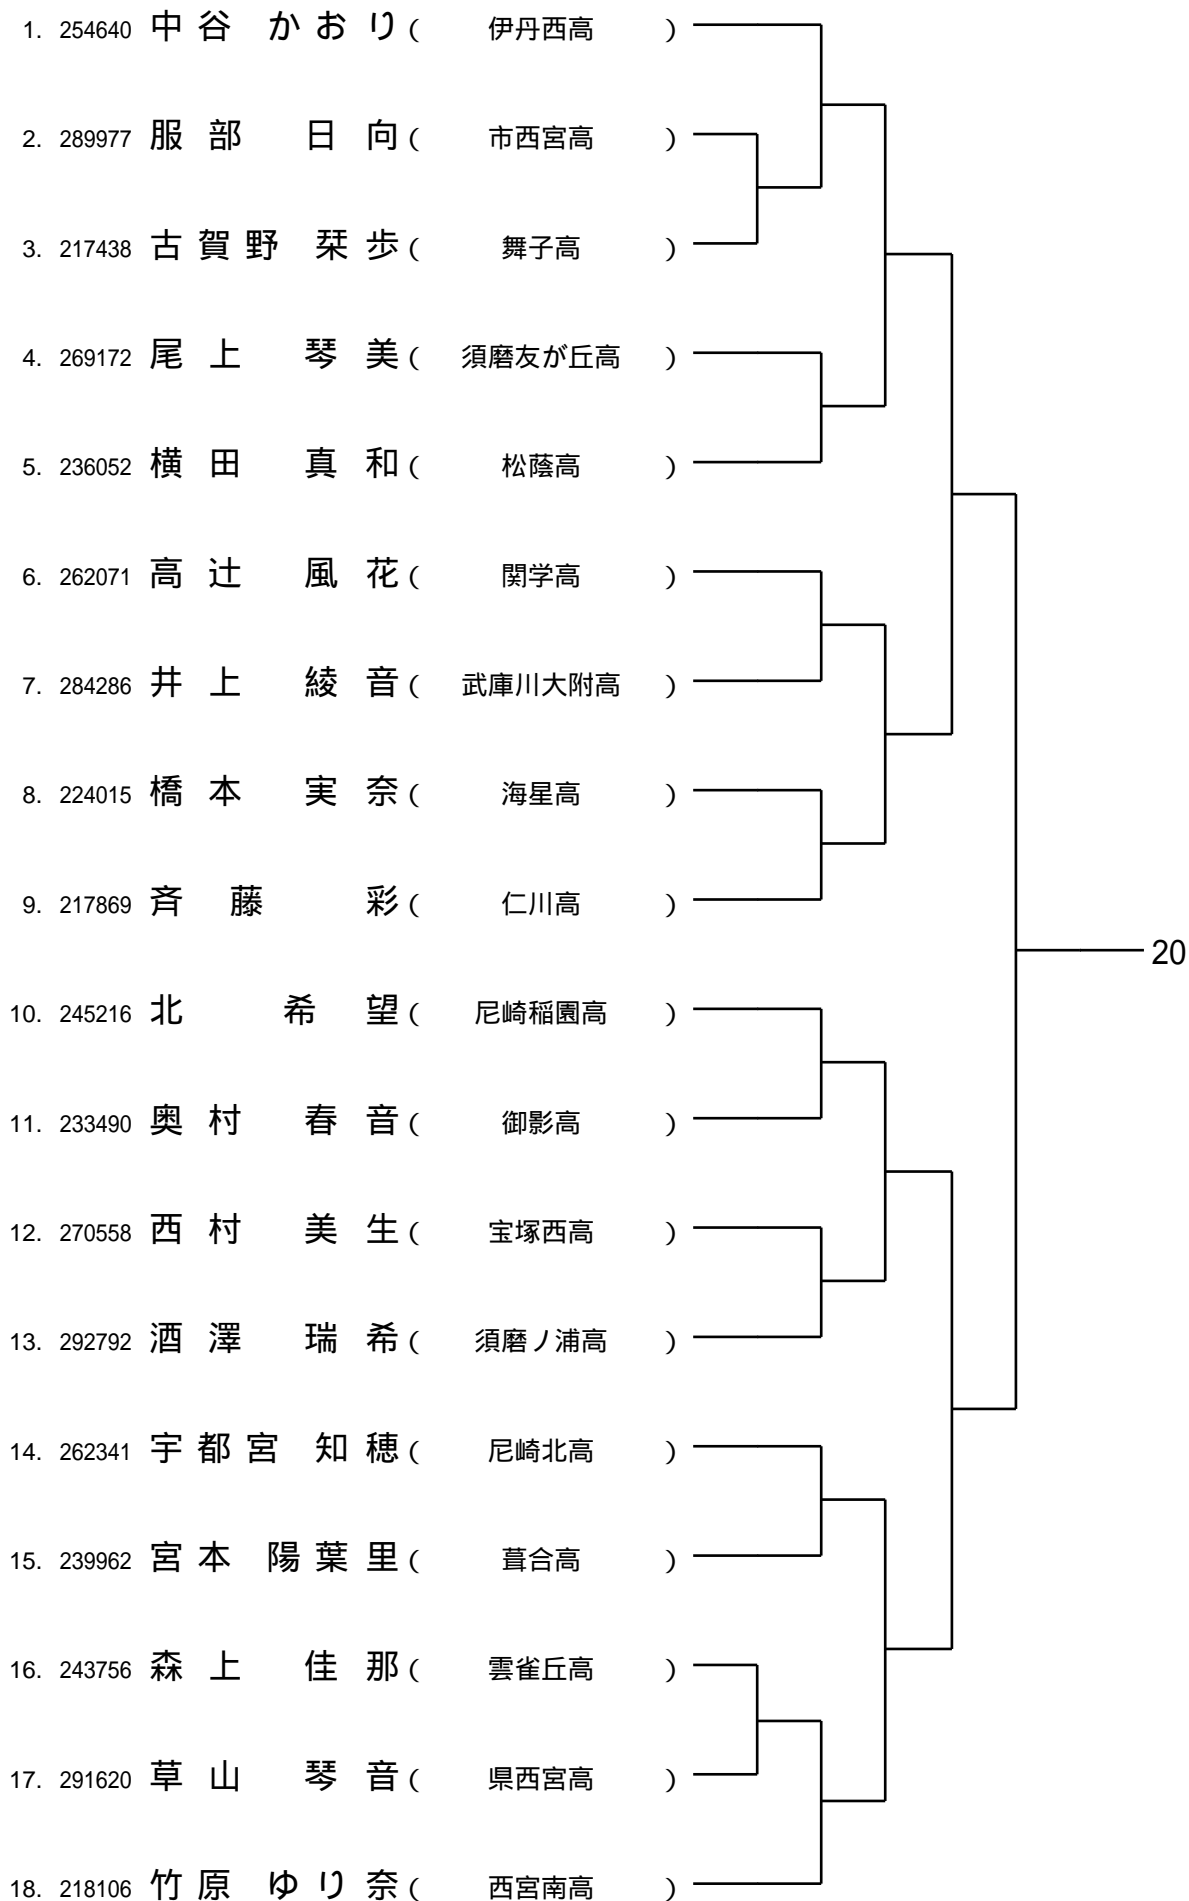 1. 254640 中谷 かおり( 伊丹西高 )
2. 289977 服部 日向( 市西宮高 )
3. 217438 古賀野 栞歩( 舞子高 )
4. 269172 尾上 琴美( 須磨友が丘高 )
5. 236052 横田 真和( 松蔭高 )
6. 262071 高辻 風花( 関学高 )
7. 284286 井上 綾音( 武庫川大附高 )
8. 224015 橋本 実奈( 海星高 )
9. 217869 斉藤 彩( 仁川高 )
20
10. 245216 北 希望( 尼崎稲園高 )
11. 233490 奥村 春音( 御影高 )
12. 270558 西村 美生( 宝塚西高 )
13. 292792 酒澤 瑞希( 須磨ノ浦高 )
14. 262341 宇都宮 知穂( 尼崎北高 )
15. 239962 宮本 陽葉里( 葺合高 )
16. 243756 森上 佳那( 雲雀丘高 )
17. 291620 草山 琴音( 県西宮高 )
18. 218106 竹原 ゆり奈( 西宮南高 )